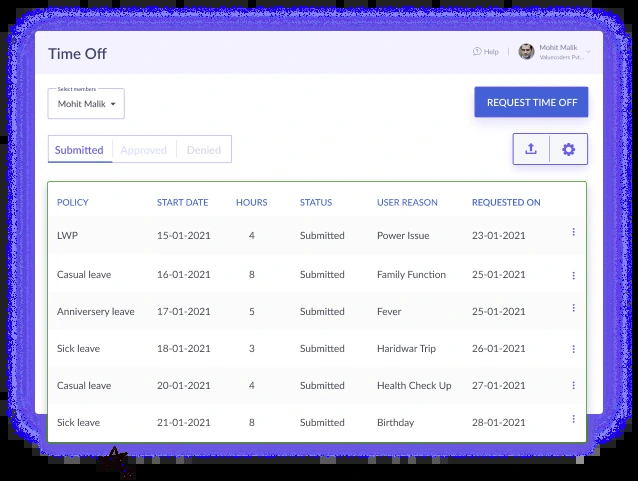 Time Off
Help
Mohit Malik
Valuecoders Pvt...
Select members
Mohit Malik
REQUEST TIME OFF
Submitted Approved Denied
POLICY START DATE HOURS STATUS USER REASON REQUESTED ON
LWP 15-01-2021 4 Submitted Power Issue 23-01-2021
Casual leave 16-01-2021 8 Submitted Family Function 25-01-2021
Anniversery leave 17-01-2021 5 Submitted Fever 25-01-2021
Sick leave 18-01-2021 3 Submitted Haridwar Trip 26-01-2021
Casual leave 20-01-2021 4 Submitted Health Check Up 27-01-2021
Sick leave 21-01-2021 8 Submitted Birthday 28-01-2021